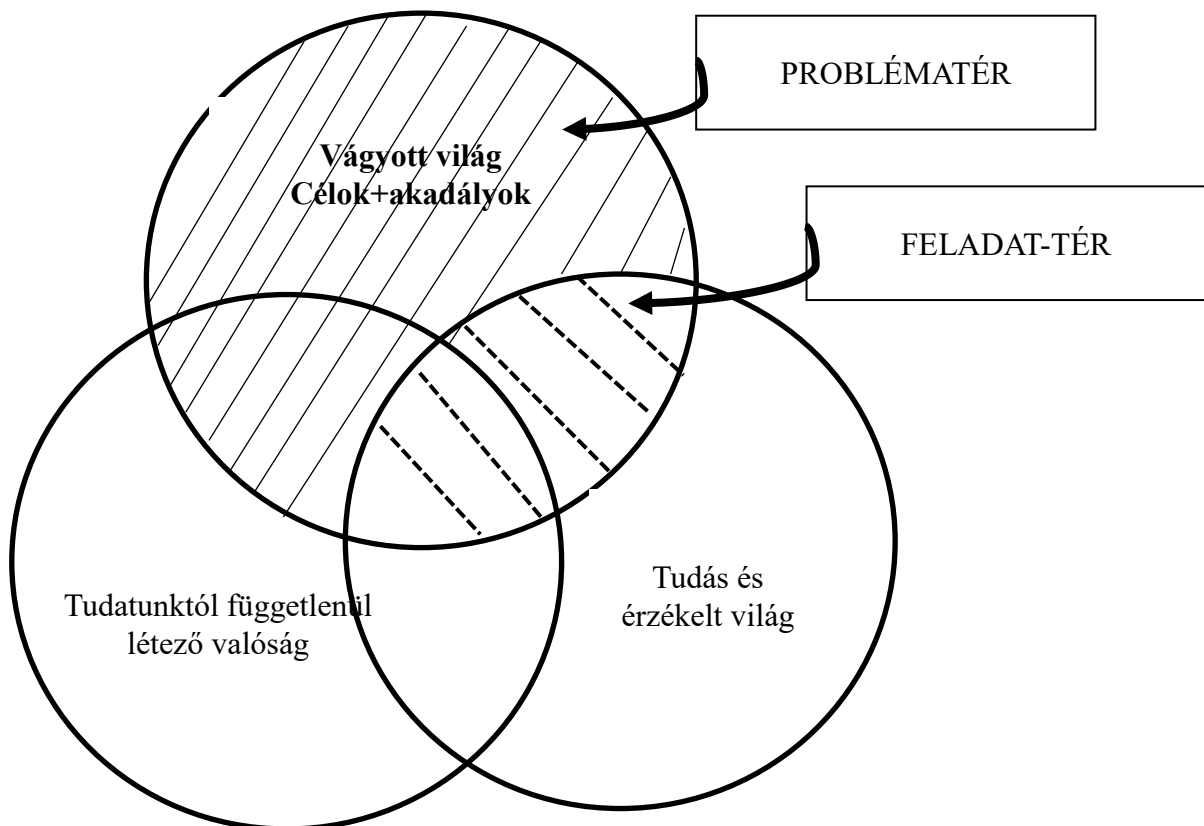 PROBLÉMATÉR
Vágyott világ
Célok+akadályok
FELADAT-TÉR
Tudatunktól függetlenül
létező valóság
Tudás és
érzékelt világ